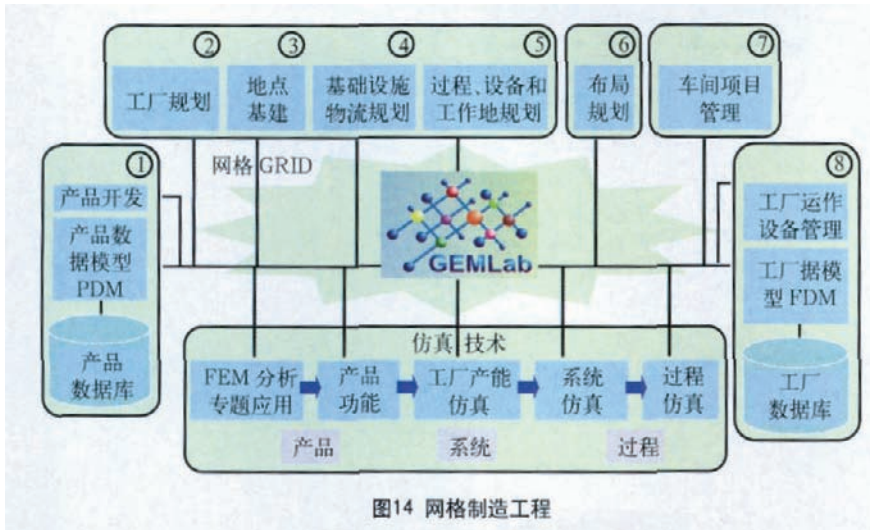 ②
③
④
⑤
⑥
⑦
工厂规划
地点
基建
基础设施
物流规划
过程、设备和
工作地规划
布局
规划
车间项目
管理
①
产品开发
产品数
据模型
PDM
产品
数据库
网格 GRID
GEMLab
⑧
工厂运作
设备管理
工厂据模
型 FDM
工厂
数据库
仿真技术
FEM 分析
专题应用
产品
功能
工厂产能
仿真
系统
仿真
过程
仿真
产品
系统
过程
图14 网格制造工程